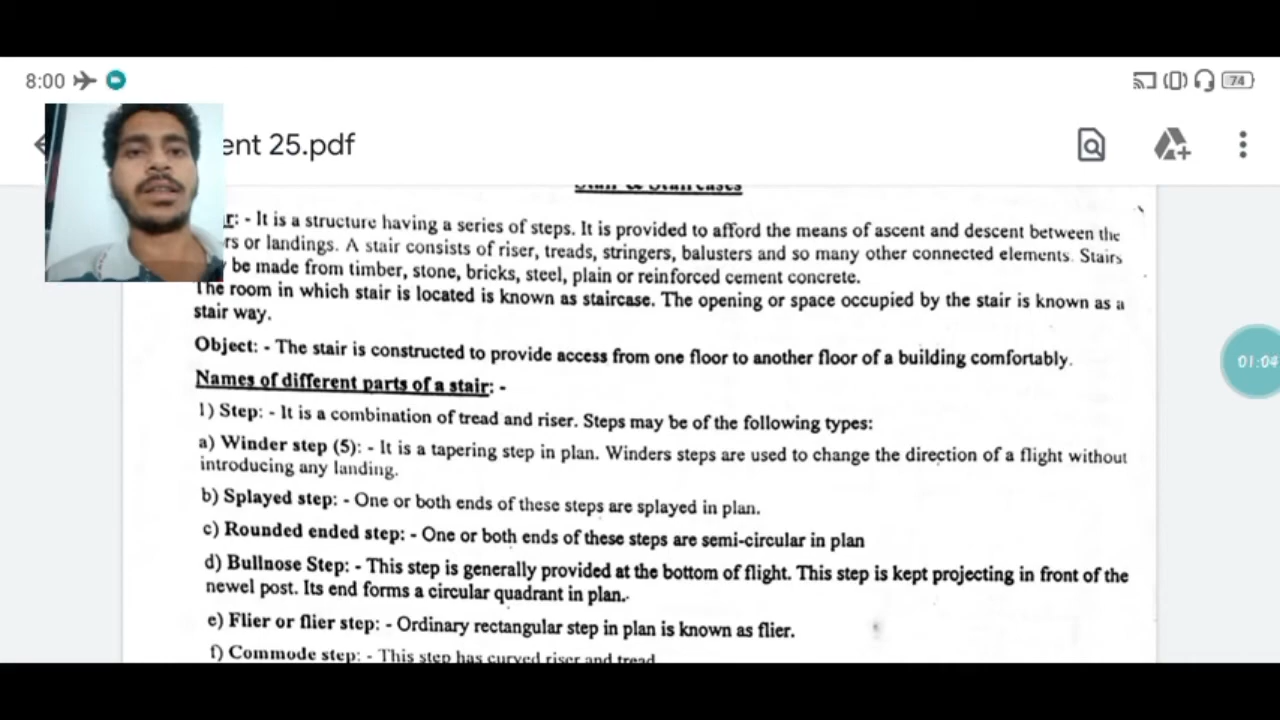 8:00
74
ent 25.pdf
Stair & Staircases
r: - It is a structure having a series of steps. It is provided to afford the means of ascent and descent between the
rs or landings. A stair consists of riser, treads, stringers, balusters and so many other connected elements. Stairs
be made from timber, stone, bricks, steel, plain or reinforced cement concrete.
The room in which stair is located is known as staircase. The opening or space occupied by the stair is known as a
stair way.
Object: - The stair is constructed to provide access from one floor to another floor of a building comfortably.
01:04
Names of different parts of a stair: -
1) Step: - It is a combination of tread and riser. Steps may be of the following types:
a) Winder step (5): - It is a tapering step in plan. Winders steps are used to change the direction of a flight without
introducing any landing.
b) Splayed step: - One or both ends of these steps are splayed in plan.
c) Rounded ended step: - One or both ends of these steps are semi-circular in plan
d) Bullnose Step: - This step is generally provided at the bottom of flight. This step is kept projecting in front of the
newel post. Its end forms a circular quadrant in plan.
e) Flier or flier step: - Ordinary rectangular step in plan is known as flier.
f) Commode step: - This step has curved riser and tread